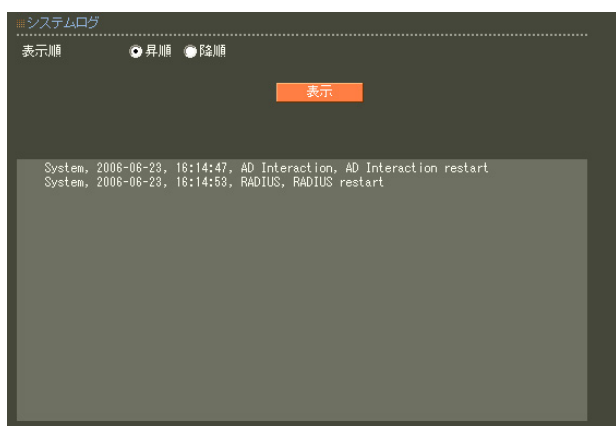 システムログ
表示順 昇順 降順
表示
System, 2006-06-23, 16:14:47, AD Interaction, AD Interaction restart
System, 2006-06-23, 16:14:53, RADIUS, RADIUS restart